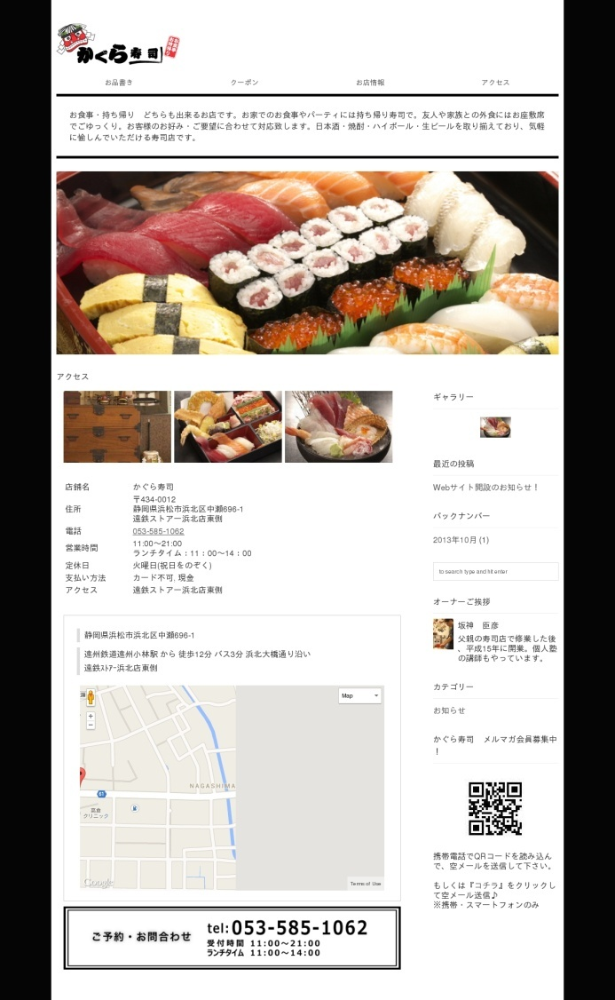 かぐら寿司
お品書き クーポン お店情報 アクセス
お食事・持ち帰り　どちらも出来るお店です。お家でのお食事やパーティには持ち帰り寿司で。友人や家族との外食にはお座敷席
でごゆっくり。お客様のお好み・ご要望に合わせて対応致します。日本酒・焼酎・ハイボール・生ビールを取り揃えており、気軽
に愉しんでいただける寿司店です。
アクセス
店舗名 かぐら寿司
住所 〒434-0012
静岡県浜松市浜北区中瀬696-1
遠鉄ストアー浜北店東側
電話 053-585-1062
営業時間 11:00〜21:00
ランチタイム：11：00〜14：00
定休日 火曜日(祝日をのぞく)
支払い方法 カード不可, 現金
アクセス 遠鉄ストアー浜北店東側
静岡県浜松市浜北区中瀬696-1
遠州鉄道遠州小林駅 から 徒歩12分 バス3分 浜北大橋通り沿い
遠鉄ｽﾄｱｰ浜北店東側
Map
NAGASHIMA
61
クリニック
Google
Terms of Use
ご予約・お問合わせ
tel:053-585-1062
受付時間 11:00〜21:00
ランチタイム 11:00〜14:00
ギャラリー
最近の投稿
Webサイト開設のお知らせ！
バックナンバー
2013年10月 (1)
to search type and hit enter
オーナーご挨拶
坂神　臣彦
父親の寿司店で修業した後
、平成15年に開業。個人塾
の講師もやっています。
カテゴリー
お知らせ
かぐら寿司　メルマガ会員募集中
！
携帯電話でQRコードを読み込ん
で、空メールを送信して下さい。
もしくは『コチラ』をクリックし
て空メール送信♪
※携帯・スマートフォンのみ